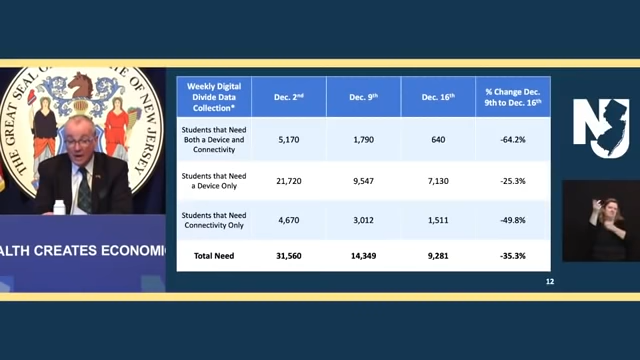 THE GREAT SEAL OF THE STATE OF NEW JERSEY
ALTH CREATES ECONOMI
Weekly Digital Divide Data Collection* Dec. 2nd Dec. 9th Dec. 16th % Change Dec. 9th to Dec. 16th
Students that Need Both a Device and Connectivity 5,170 1,790 640 -64.2%
Students that Need a Device Only 21,720 9,547 7,130 -25.3%
Students that Need Connectivity Only 4,670 3,012 1,511 -49.8%
Total Need 31,560 14,349 9,281 -35.3%
12
NJ